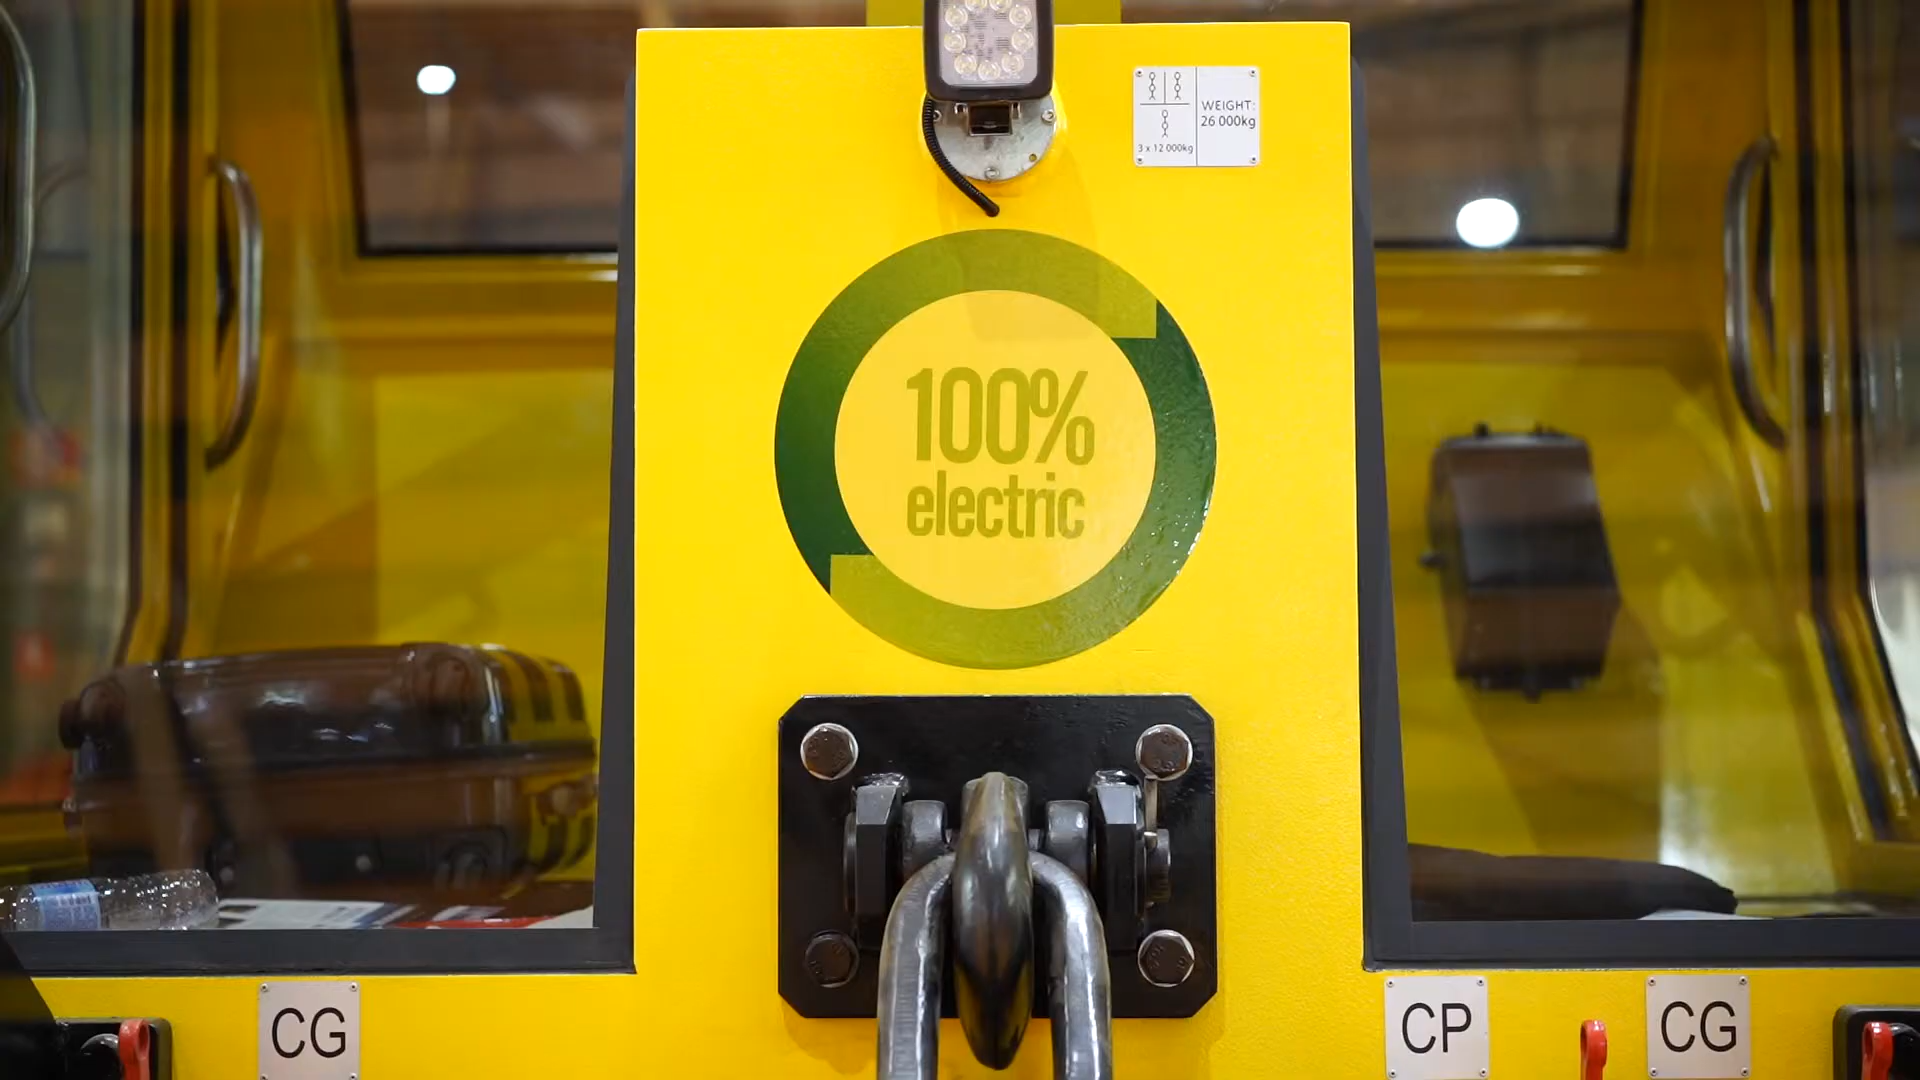 WEIGHT:
26 000kg
3 x 12 000kg
100%
electric
CG
CP
CG